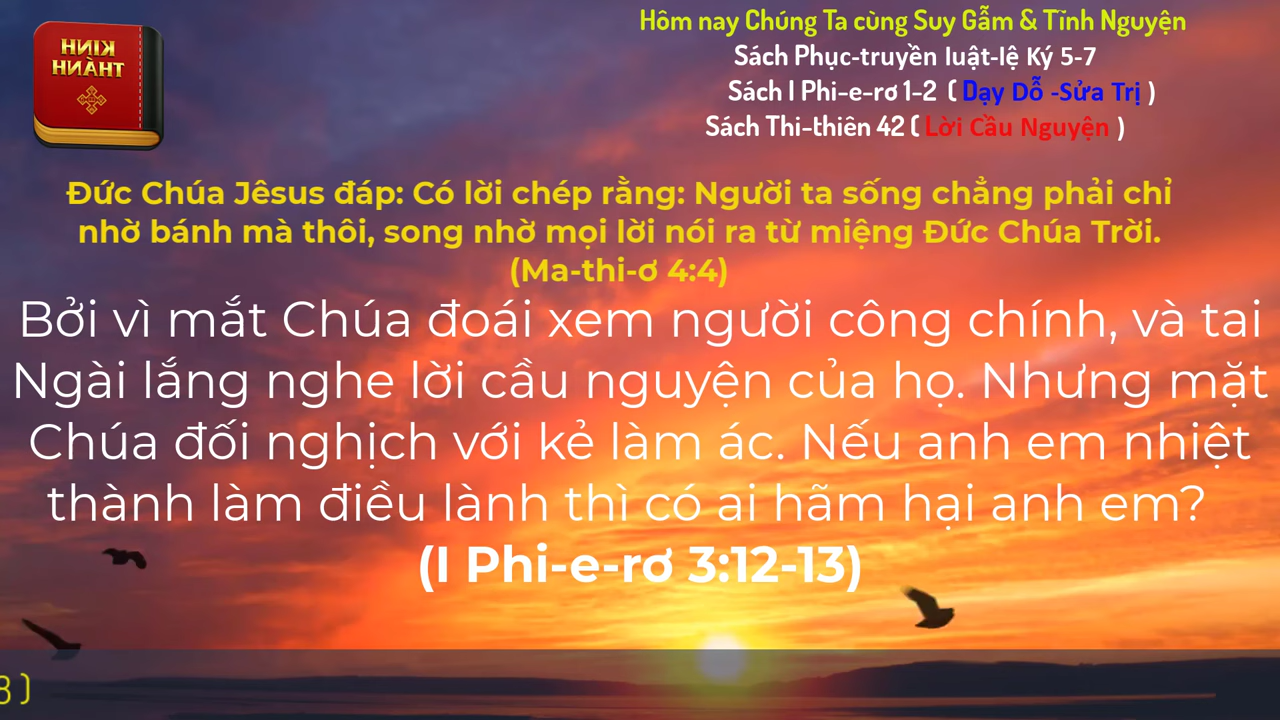 KINH
THÁNH
Hôm nay Chúng Ta cùng Suy Gẫm & Tĩnh Nguyện
Sách Phục-truyền luật-lệ Ký 5-7
Sách I Phi-e-rơ 1-2 ( Dạy Dỗ -Sửa Trị )
Sách Thi-thiên 42 ( Lời Cầu Nguyện )
Đức Chúa Jêsus đáp: Có lời chép rằng: Người ta sống chẳng phải chỉ
nhờ bánh mà thôi, song nhờ mọi lời nói ra từ miệng Đức Chúa Trời.
(Ma-thi-ơ 4:4)
Bởi vì mắt Chúa đoái xem người công chính, và tai
Ngài lắng nghe lời cầu nguyện của họ. Nhưng mặt
Chúa đối nghịch với kẻ làm ác. Nếu anh em nhiệt
thành làm điều lành thì có ai hãm hại anh em?
(I Phi-e-rơ 3:12-13)
8 )